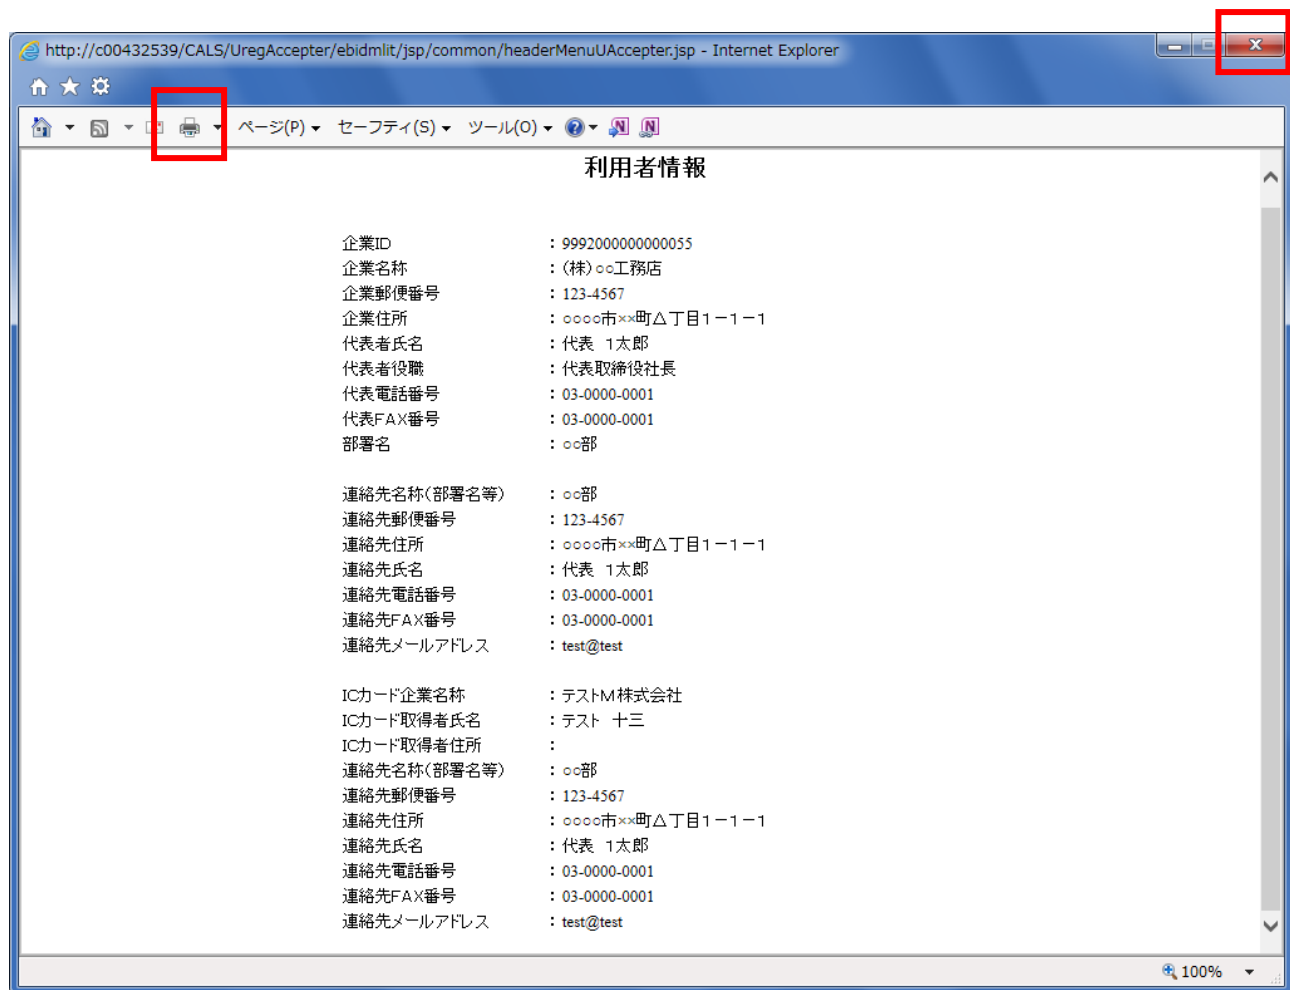 http://c00432539/CALS/UregAccepter/ebidmlit/jsp/common/headerMenuUAccepter.jsp - Internet Explorer
ページ(P) セーフティ(S) ツール(O)
利用者情報
企業ID : 9992000000000055
企業名称 : (株)○○工務店
企業郵便番号 : 123-4567
企業住所 : ○○○○市××町△丁目1-1-1
代表者氏名 : 代表 1太郎
代表者役職 : 代表取締役社長
代表電話番号 : 03-0000-0001
代表FAX番号 : 03-0000-0001
部署名 : ○○部
連絡先名称(部署名等) : ○○部
連絡先郵便番号 : 123-4567
連絡先住所 : ○○○○市××町△丁目1-1-1
連絡先氏名 : 代表 1太郎
連絡先電話番号 : 03-0000-0001
連絡先FAX番号 : 03-0000-0001
連絡先メールアドレス : test@test
ICカード企業名称 : テストM株式会社
ICカード取得者氏名 : テスト 十三
ICカード取得者住所 :
連絡先名称(部署名等) : ○○部
連絡先郵便番号 : 123-4567
連絡先住所 : ○○○○市××町△丁目1-1-1
連絡先氏名 : 代表 1太郎
連絡先電話番号 : 03-0000-0001
連絡先FAX番号 : 03-0000-0001
連絡先メールアドレス : test@test
100%